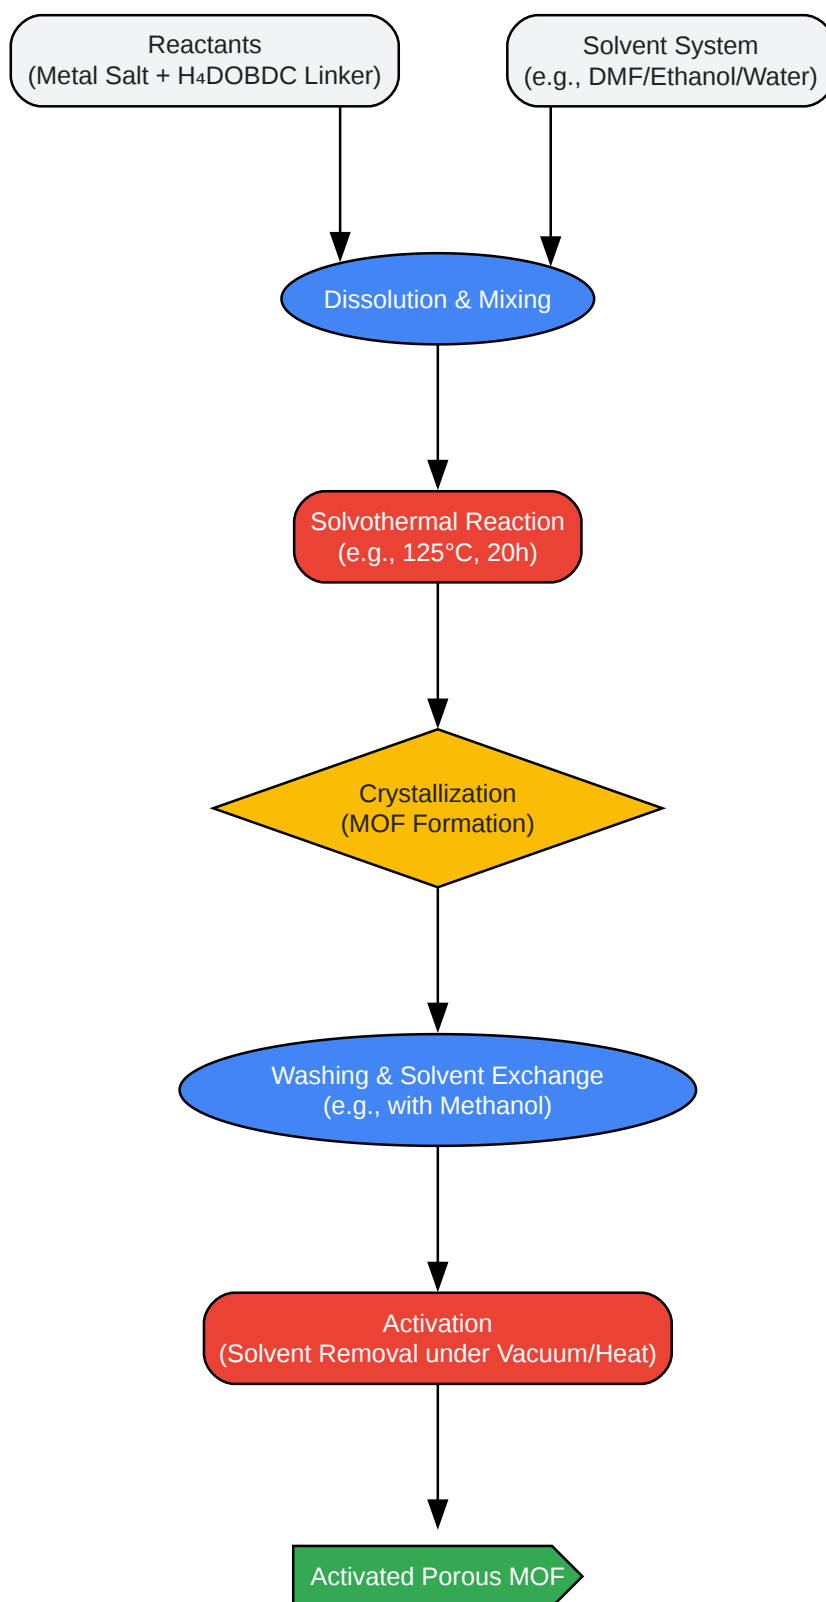 Reactants
(Metal Salt + H₄DOBDC Linker)
Solvent System
(e.g., DMF/Ethanol/Water)
Dissolution & Mixing
Solvothermal Reaction
(e.g., 125°C, 20h)
Crystallization
(MOF Formation)
Washing & Solvent Exchange
(e.g., with Methanol)
Activation
(Solvent Removal under Vacuum/Heat)
Activated Porous MOF